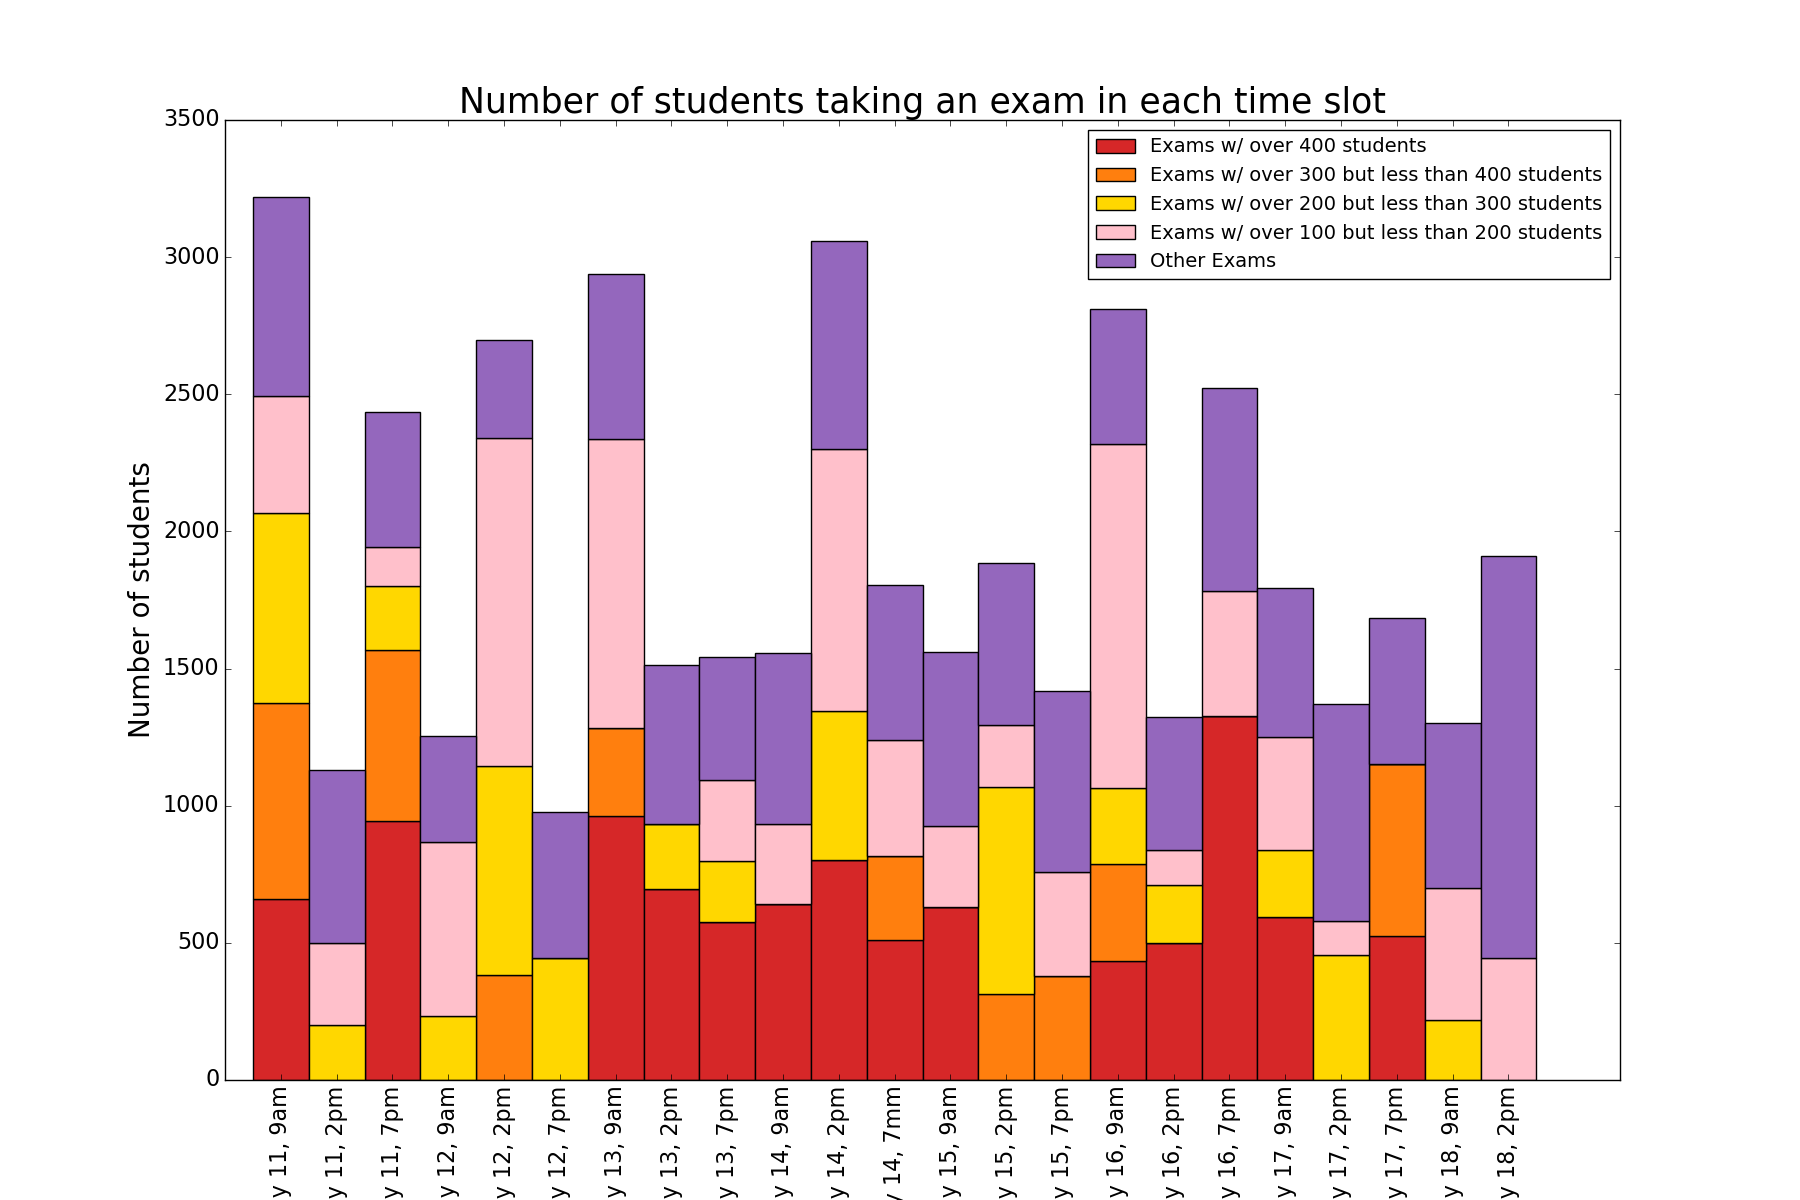 Number of students taking an exam in each time slot
Exams w/ over 400 students
Exams w/ over 300 but less than 400 students
Exams w/ over 200 but less than 300 students
Exams w/ over 100 but less than 200 students
Other Exams
Number of students
3500
3000
2500
2000
1500
1000
500
0
y 11, 9am
y 11, 2pm
y 11, 7pm
y 12, 9am
y 12, 2pm
y 12, 7pm
y 13, 9am
y 13, 2pm
y 13, 7pm
y 14, 9am
y 14, 2pm
y 14, 7mm
y 15, 9am
y 15, 2pm
y 15, 7pm
y 16, 9am
y 16, 2pm
y 16, 7pm
y 17, 9am
y 17, 2pm
y 17, 7pm
y 18, 9am
y 18, 2pm